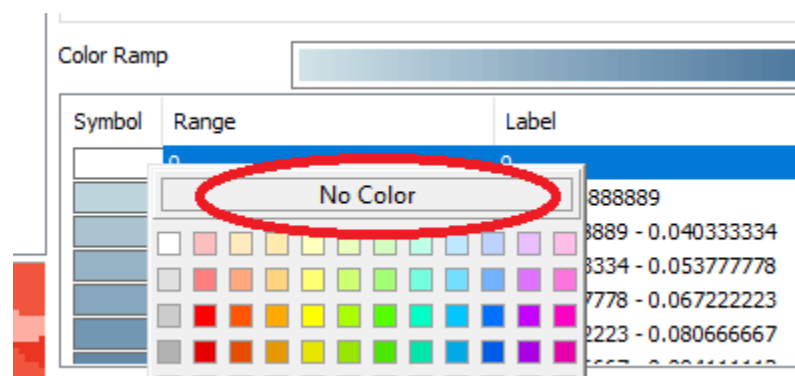 Color Ramp
Symbol Range Label
0 0
No Color
888889
8889 - 0.040333334
3334 - 0.053777778
7778 - 0.067222223
2223 - 0.080666667